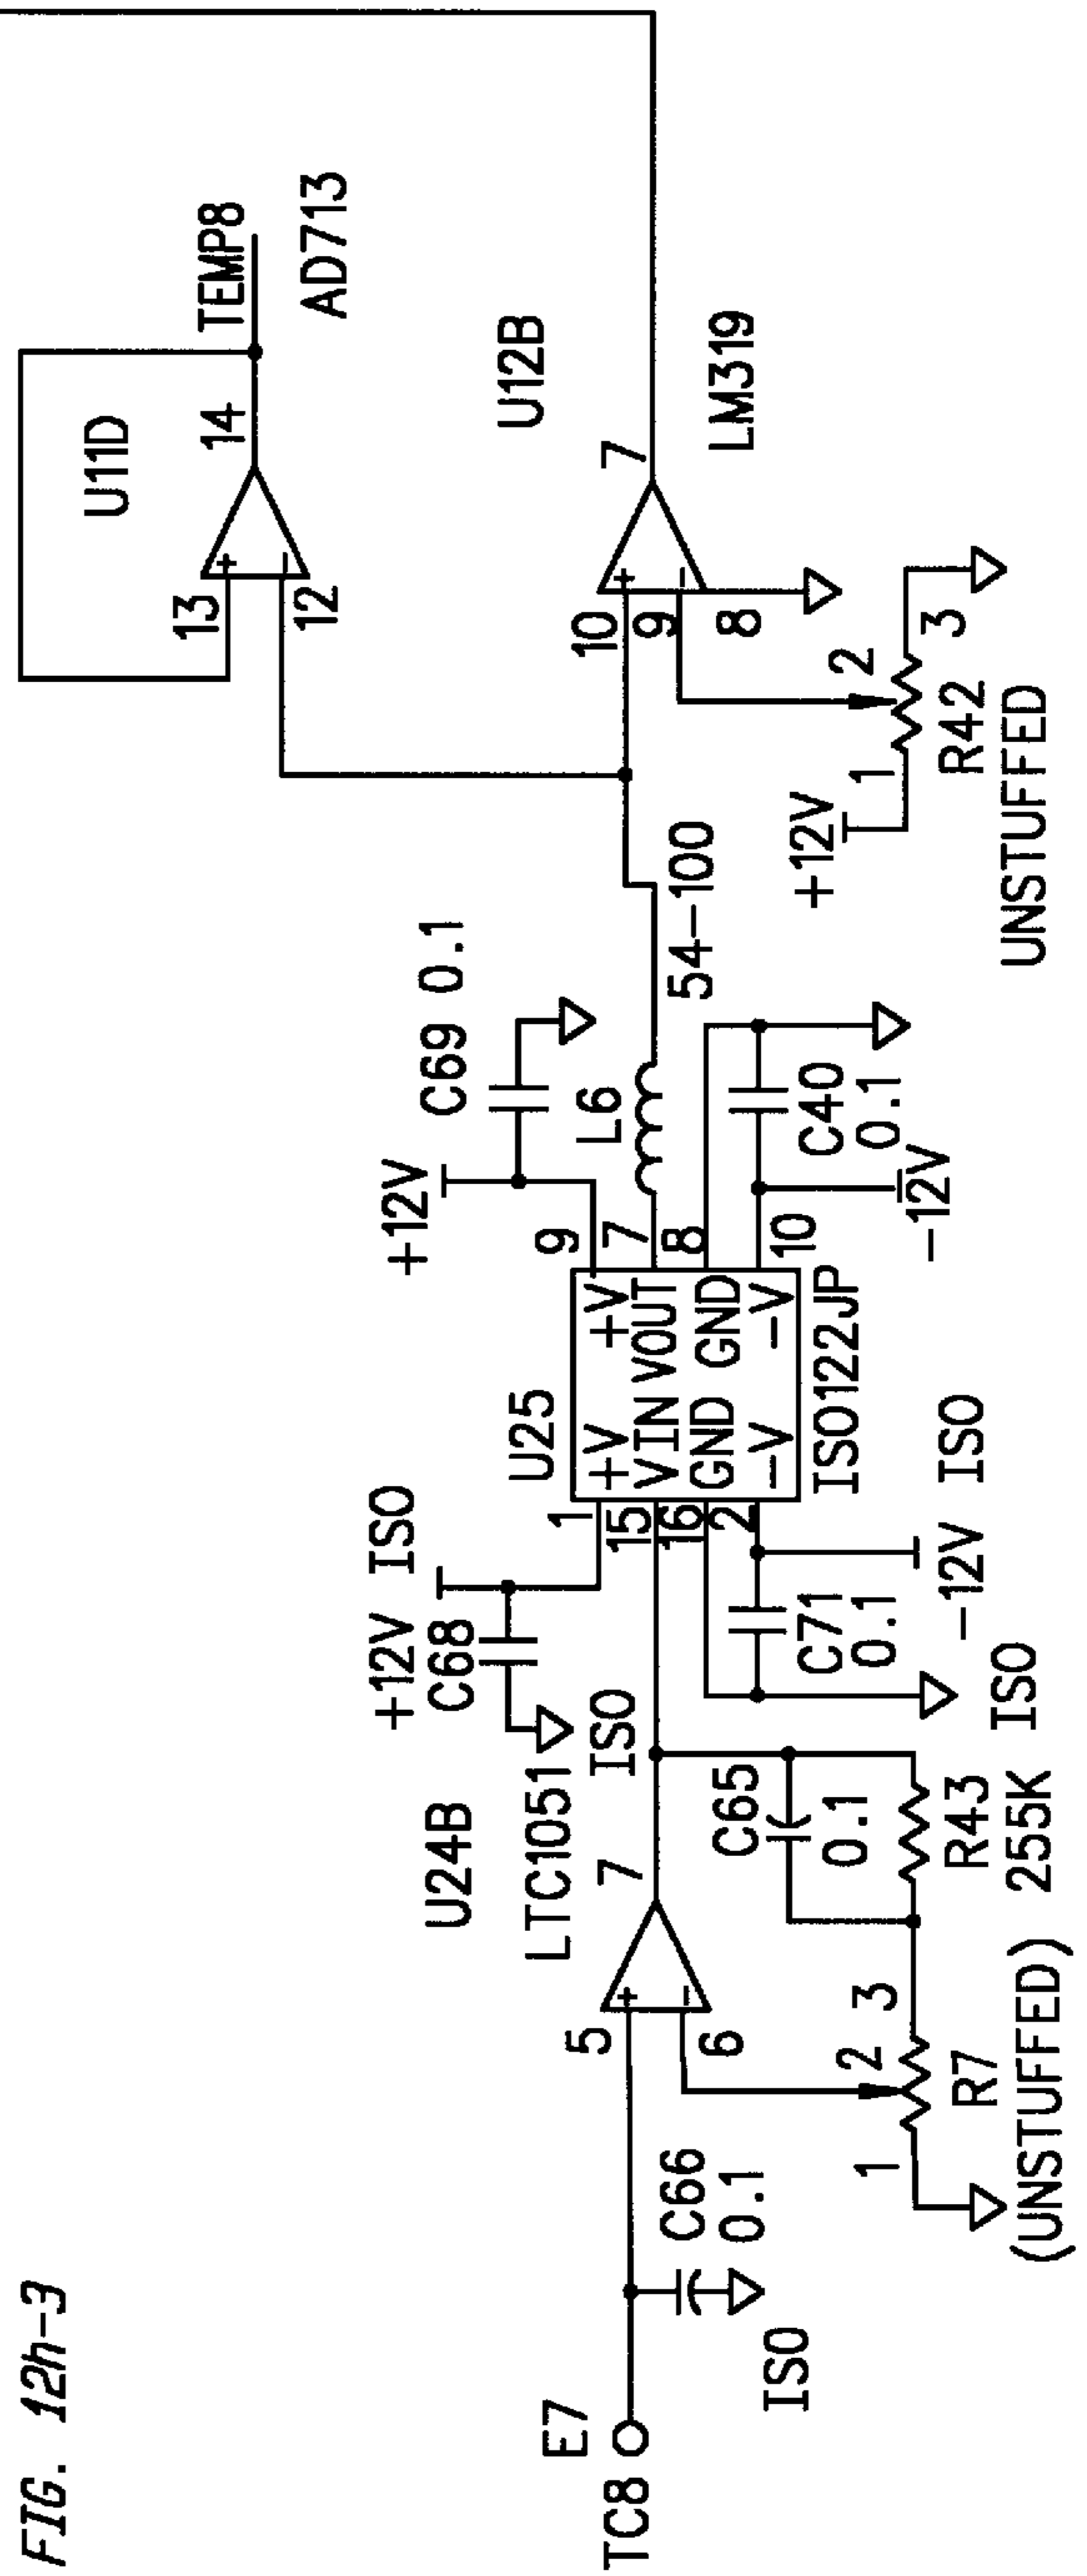 FIG. 12h-3
TEMP8
AD713
U11D
14
13
12
+
-
U12B
LM319
7
10
9
8
+
-
+12V
1
2
3
R42
UNSTUFFED
54-100
L6
C69 0.1
+12V
9
7
8
10
C40
0.1
-12V
U25
+V +V
VIN VOUT
GND GND
-V -V
ISO122JP
1
15
16
2
+12V ISO
C68
ISO
C71
0.1
-12V ISO
ISO
U24B
LTC1051
7
5
6
+
-
C65
0.1
R43
255K
3
2
1
R7
(UNSTUFFED)
C66
0.1
ISO
E7
TC8